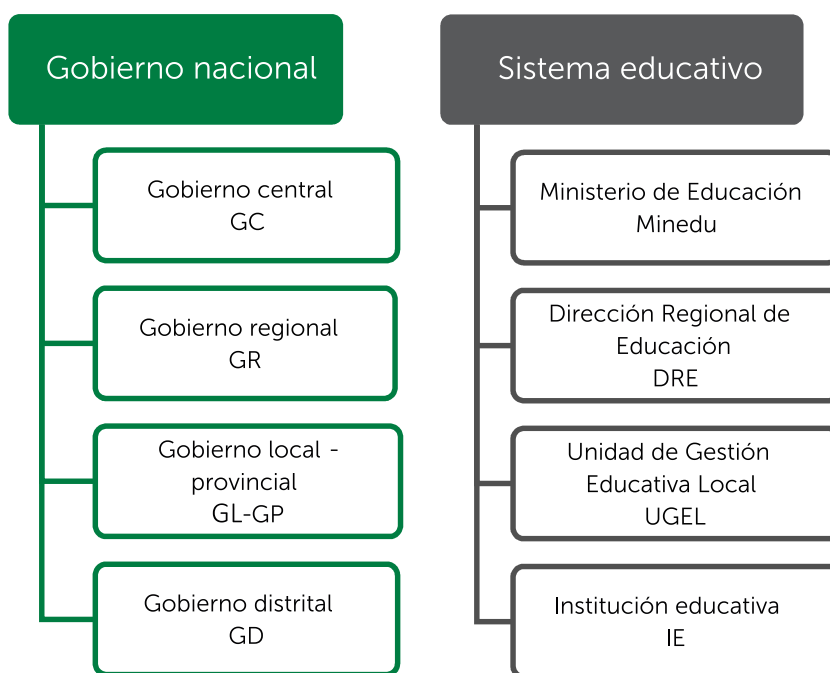 Gobierno nacional
Gobierno central
GC
Gobierno regional
GR
Gobierno local -
provincial
GL-GP
Gobierno distrital
GD
Sistema educativo
Ministerio de Educación
Minedu
Dirección Regional de
Educación
DRE
Unidad de Gestión
Educativa Local
UGEL
Institución educativa
IE